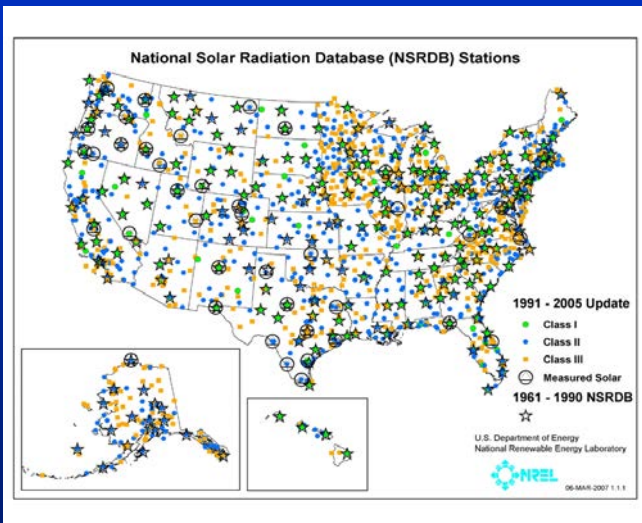 National Solar Radiation Database (NSRDB) Stations
1991 - 2005 Update
Class I
Class II
Class III
Measured Solar
1961 - 1990 NSRDB
U.S. Department of Energy
National Renewable Energy Laboratory
NREL
06-MAR-2007 1.1.1